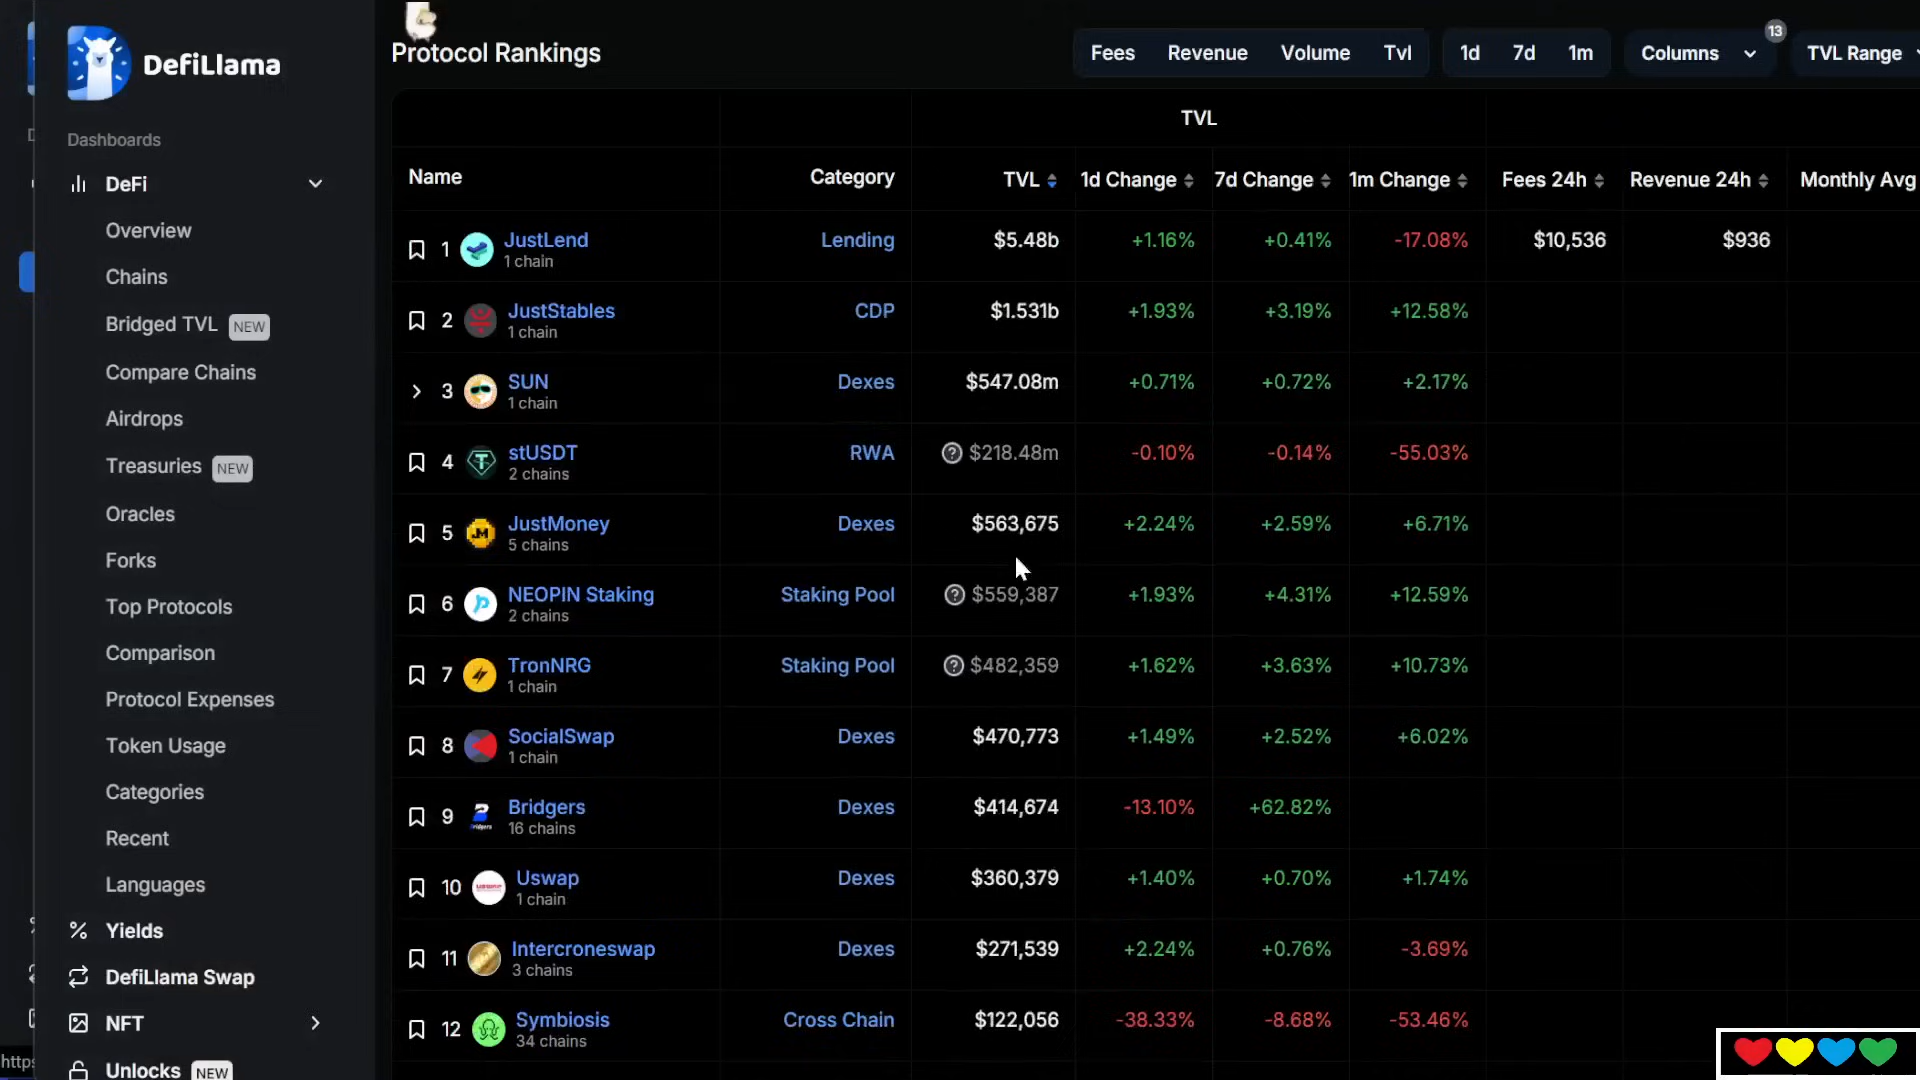 DefiLlama
Dashboards
DeFi
Overview
Chains
Bridged TVL NEW
Compare Chains
Airdrops
Treasuries NEW
Oracles
Forks
Top Protocols
Comparison
Protocol Expenses
Token Usage
Categories
Recent
Languages
Yields
DefiLlama Swap
NFT
Unlocks NEW
https
Protocol Rankings
Fees Revenue Volume Tvl
1d 7d 1m
Columns 13
TVL Range
TVL
Name Category TVL 1d Change 7d Change 1m Change Fees 24h Revenue 24h Monthly Avg
1 JustLend Lending $5.48b +1.16% +0.41% -17.08% $10,536 $936
1 chain
2 JustStables CDP $1.531b +1.93% +3.19% +12.58%
1 chain
3 SUN Dexes $547.08m +0.71% +0.72% +2.17%
1 chain
4 stUSDT RWA ? $218.48m -0.10% -0.14% -55.03%
2 chains
5 JustMoney Dexes $563,675 +2.24% +2.59% +6.71%
5 chains
6 NEOPIN Staking Staking Pool ? $559,387 +1.93% +4.31% +12.59%
2 chains
7 TronNRG Staking Pool ? $482,359 +1.62% +3.63% +10.73%
1 chain
8 SocialSwap Dexes $470,773 +1.49% +2.52% +6.02%
1 chain
9 Bridgers Dexes $414,674 -13.10% +62.82%
16 chains
10 Uswap Dexes $360,379 +1.40% +0.70% +1.74%
1 chain
11 Intercroneswap Dexes $271,539 +2.24% +0.76% -3.69%
3 chains
12 Symbiosis Cross Chain $122,056 -38.33% -8.68% -53.46%
34 chains